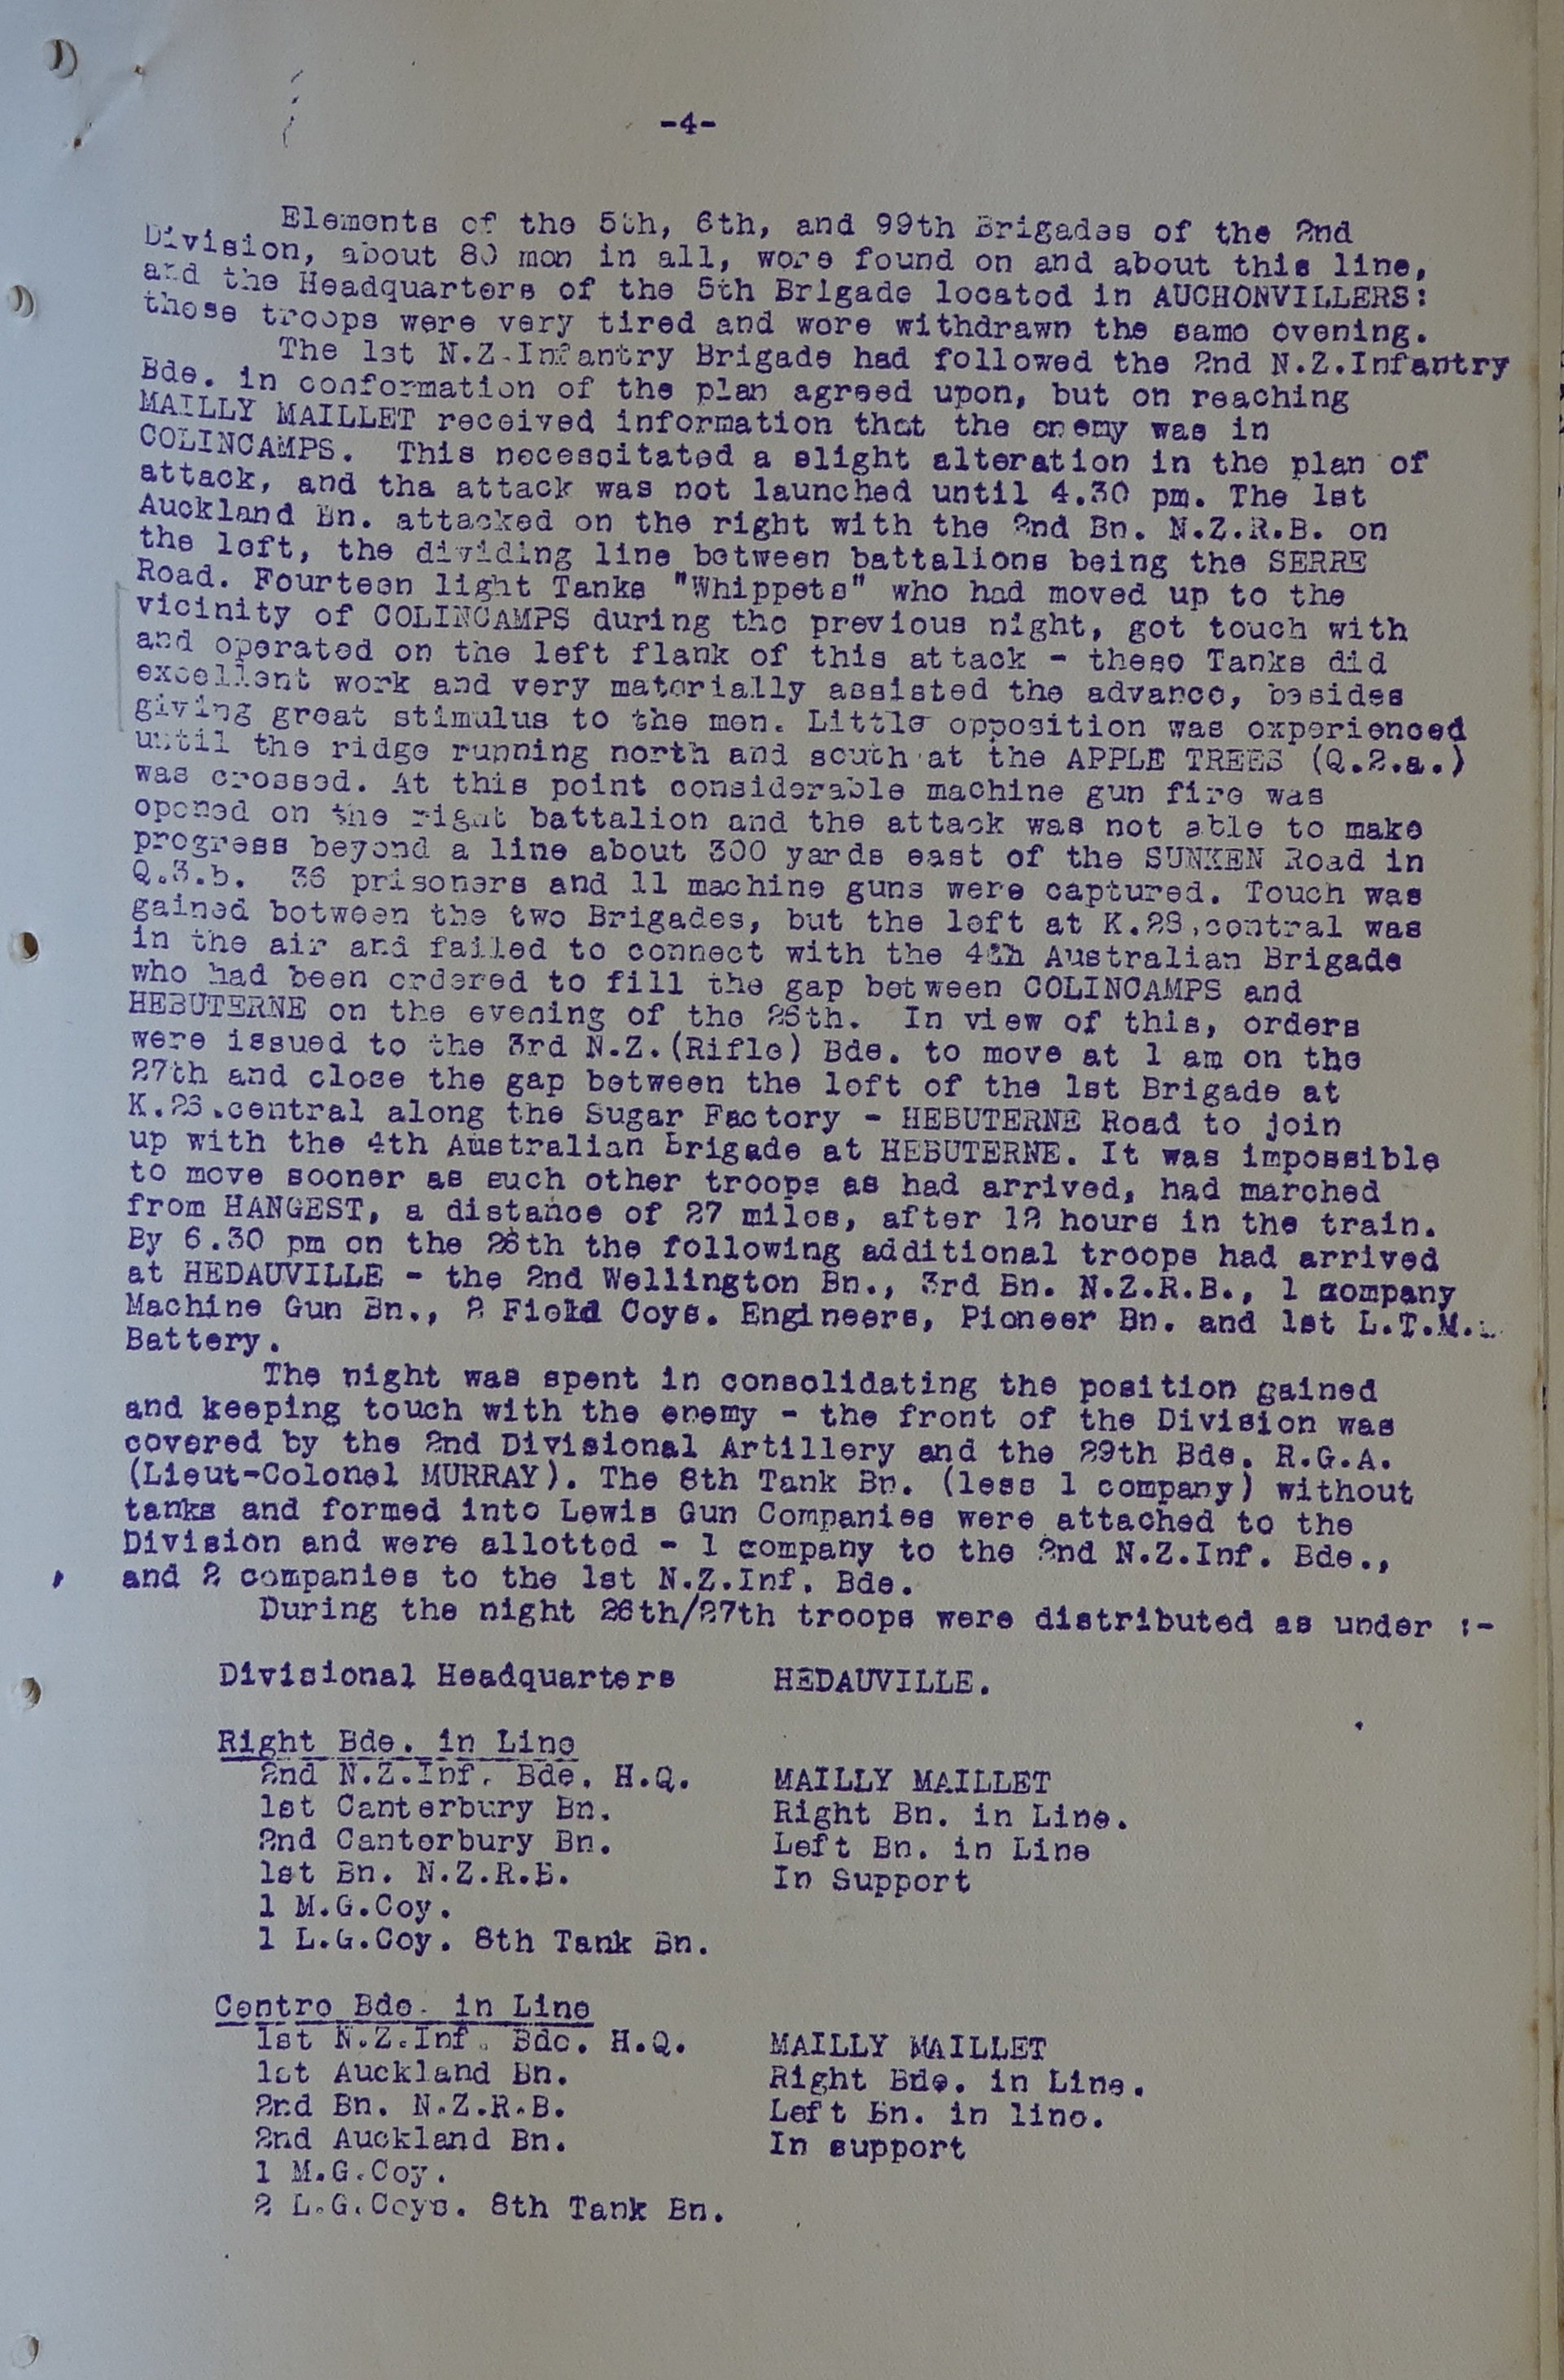 -4-
Elements of the 5th, 6th, and 99th Brigades of the 2nd
Division, about 80 men in all, were found on and about this line,
and the Headquarters of the 5th Brigade located in AUCHONVILLERS:
these troops were very tired and were withdrawn the same evening.
The 1st N.Z.Infantry Brigade had followed the 2nd N.Z.Infantry
Bde. in conformation of the plan agreed upon, but on reaching
MAILLY MAILLET received information that the enemy was in
COLINCAMPS. This necessitated a slight alteration in the plan of
attack, and tha attack was not launched until 4.30 pm. The 1st
Auckland Bn. attacked on the right with the 2nd Bn. N.Z.R.B. on
the left, the dividing line between battalions being the SERRE
Road. Fourteen light Tanks "Whippets" who had moved up to the
vicinity of COLINCAMPS during the previous night, got touch with
and operated on the left flank of this attack - these Tanks did
excellent work and very materially assisted the advance, besides
giving great stimulus to the men. Little opposition was experienced
until the ridge running north and south at the APPLE TREES (Q.2.a.)
was crossed. At this point considerable machine gun fire was
opened on the right battalion and the attack was not able to make
progress beyond a line about 300 yards east of the SUNKEN Road in
Q.3.b. 36 prisoners and 11 machine guns were captured. Touch was
gained between the two Brigades, but the left at K.28.central was
in the air and failed to connect with the 4th Australian Brigade
who had been ordered to fill the gap between COLINCAMPS and
HEBUTERNE on the evening of the 26th. In view of this, orders
were issued to the 3rd N.Z.(Rifle) Bde. to move at 1 am on the
27th and close the gap between the left of the 1st Brigade at
K.26.central along the Sugar Factory - HEBUTERNE Road to join
up with the 4th Australian Brigade at HEBUTERNE. It was impossible
to move sooner as such other troops as had arrived, had marched
from HANGEST, a distance of 27 miles, after 12 hours in the train.
By 6.30 pm on the 26th the following additional troops had arrived
at HEDAUVILLE - the 2nd Wellington Bn., 3rd Bn. N.Z.R.B., 1 company
Machine Gun Bn., 2 Field Coys. Engineers, Pioneer Bn. and 1st L.T.M.
Battery.
The night was spent in consolidating the position gained
and keeping touch with the enemy - the front of the Division was
covered by the 2nd Divisional Artillery and the 29th Bde. R.G.A.
(Lieut-Colonel MURRAY). The 8th Tank Bn. (less 1 company) without
tanks and formed into Lewis Gun Companies were attached to the
Division and were allotted - 1 company to the 2nd N.Z.Inf. Bde.,
and 2 companies to the 1st N.Z.Inf. Bde.
During the night 26th/27th troops were distributed as under :-
Divisional Headquarters HEDAUVILLE.
Right Bde. in Line
2nd N.Z.Inf. Bde. H.Q. MAILLY MAILLET
1st Canterbury Bn. Right Bn. in Line.
2nd Canterbury Bn. Left Bn. in Line
1st Bn. N.Z.R.B. In Support
1 M.G.Coy.
1 L.G.Coy. 8th Tank Bn.
Centre Bde. in Line
1st N.Z.Inf. Bde. H.Q. MAILLY MAILLET
1st Auckland Bn. Right Bde. in Line.
2nd Bn. N.Z.R.B. Left Bn. in line.
2nd Auckland Bn. In support
1 M.G.Coy.
2 L.G.Coys. 8th Tank Bn.